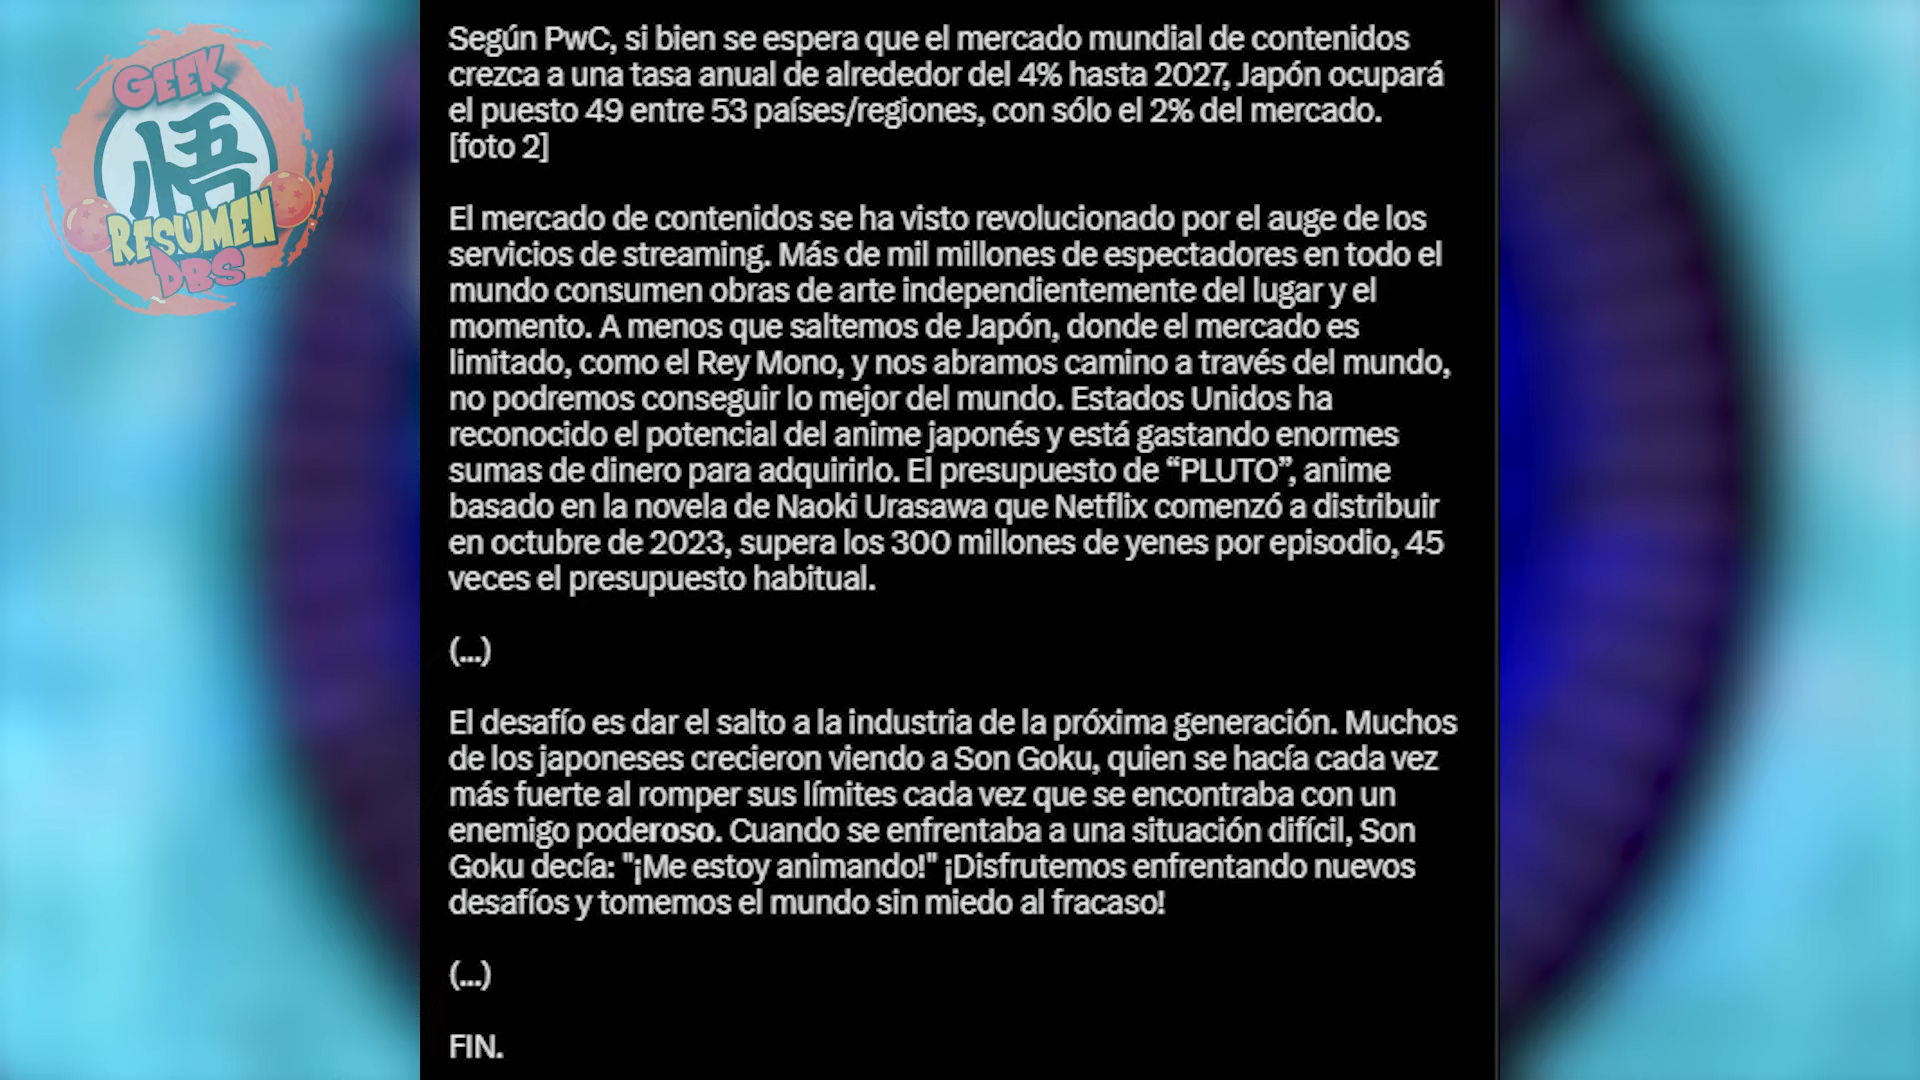 GEEK
悟
RESUMEN
DBS
Según PwC, si bien se espera que el mercado mundial de contenidos
crezca a una tasa anual de alrededor del 4% hasta 2027, Japón ocupará
el puesto 49 entre 53 países/regiones, con sólo el 2% del mercado.
[foto 2]
El mercado de contenidos se ha visto revolucionado por el auge de los
servicios de streaming. Más de mil millones de espectadores en todo el
mundo consumen obras de arte independientemente del lugar y el
momento. A menos que saltemos de Japón, donde el mercado es
limitado, como el Rey Mono, y nos abramos camino a través del mundo,
no podremos conseguir lo mejor del mundo. Estados Unidos ha
reconocido el potencial del anime japonés y está gastando enormes
sumas de dinero para adquirirlo. El presupuesto de “PLUTO”, anime
basado en la novela de Naoki Urasawa que Netflix comenzó a distribuir
en octubre de 2023, supera los 300 millones de yenes por episodio, 45
veces el presupuesto habitual.
(...)
El desafío es dar el salto a la industria de la próxima generación. Muchos
de los japoneses crecieron viendo a Son Goku, quien se hacía cada vez
más fuerte al romper sus límites cada vez que se encontraba con un
enemigo poderoso. Cuando se enfrentaba a una situación difícil, Son
Goku decía: "¡Me estoy animando!" ¡Disfrutemos enfrentando nuevos
desafíos y tomemos el mundo sin miedo al fracaso!
(...)
FIN.